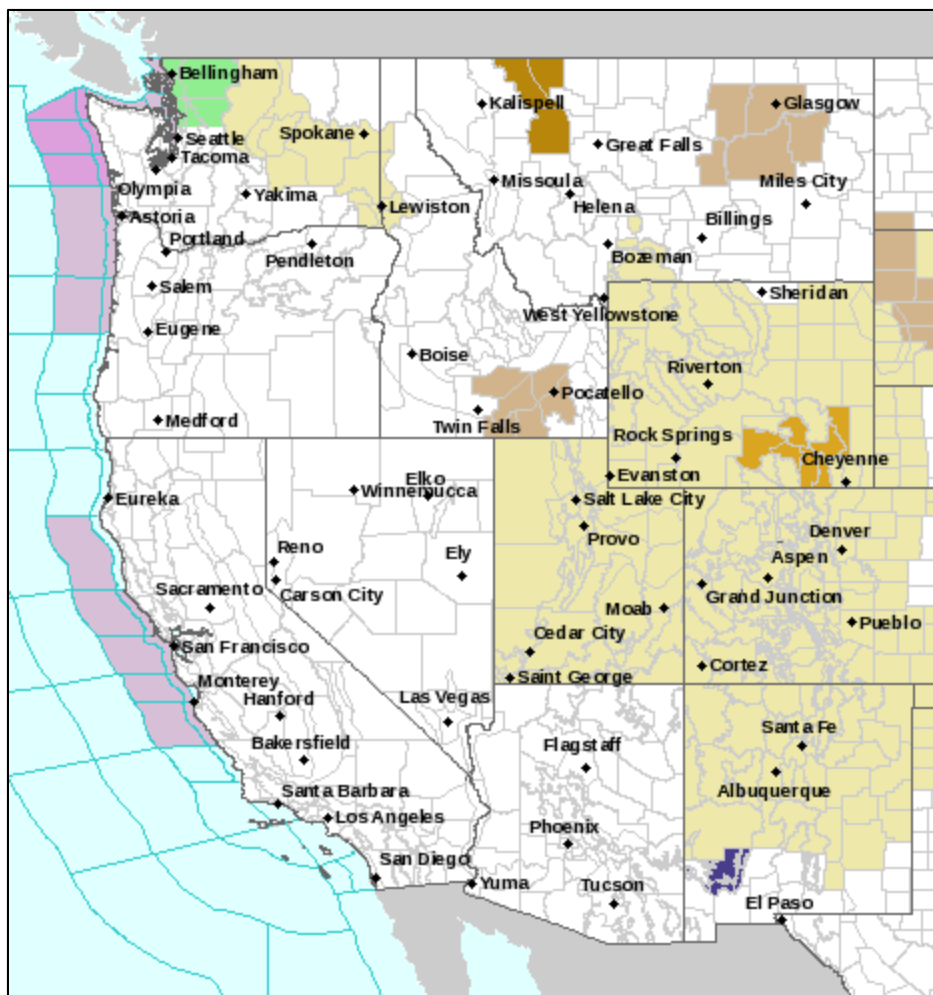 Bellingham
Kalispell
Glasgow
Spokane
Seattle
Great Falls
Tacoma
Olympia
Missoula
Miles City
Yakima
Lewiston
Helena
Astoria
Billings
Portland
Pendleton
Bozeman
Salem
Sheridan
West Yellowstone
Eugene
Boise
Riverton
Pocatello
Medford
Twin Falls
Rock Springs
Cheyenne
Evanston
Elko
Winnemucca
Eureka
Salt Lake City
Denver
Provo
Reno
Ely
Aspen
Sacramento
Carson City
Grand Junction
Moab
Pueblo
Cedar City
San Francisco
Cortez
Saint George
Monterey
Hanford
Las Vegas
Santa Fe
Bakersfield
Flagstaff
Albuquerque
Santa Barbara
Los Angeles
Phoenix
San Diego
Yuma
Tucson
El Paso